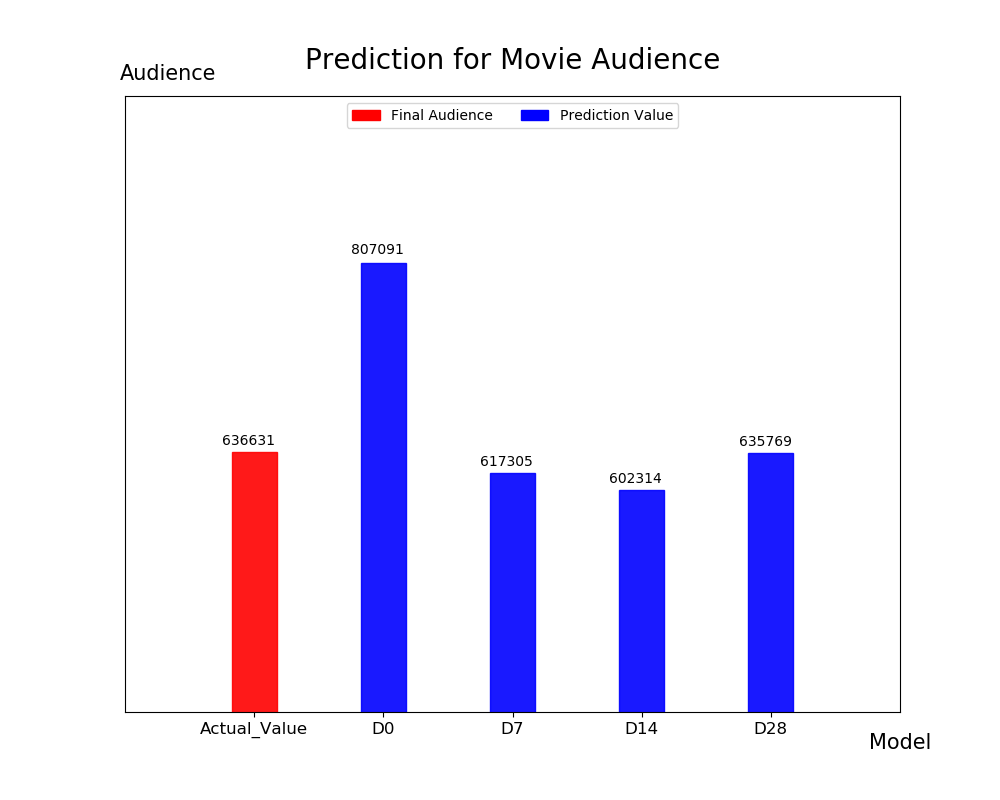 Prediction for Movie Audience
Audience
Final Audience
Prediction Value
807091
636631
617305
602314
635769
Actual_Value
D0
D7
D14
D28
Model